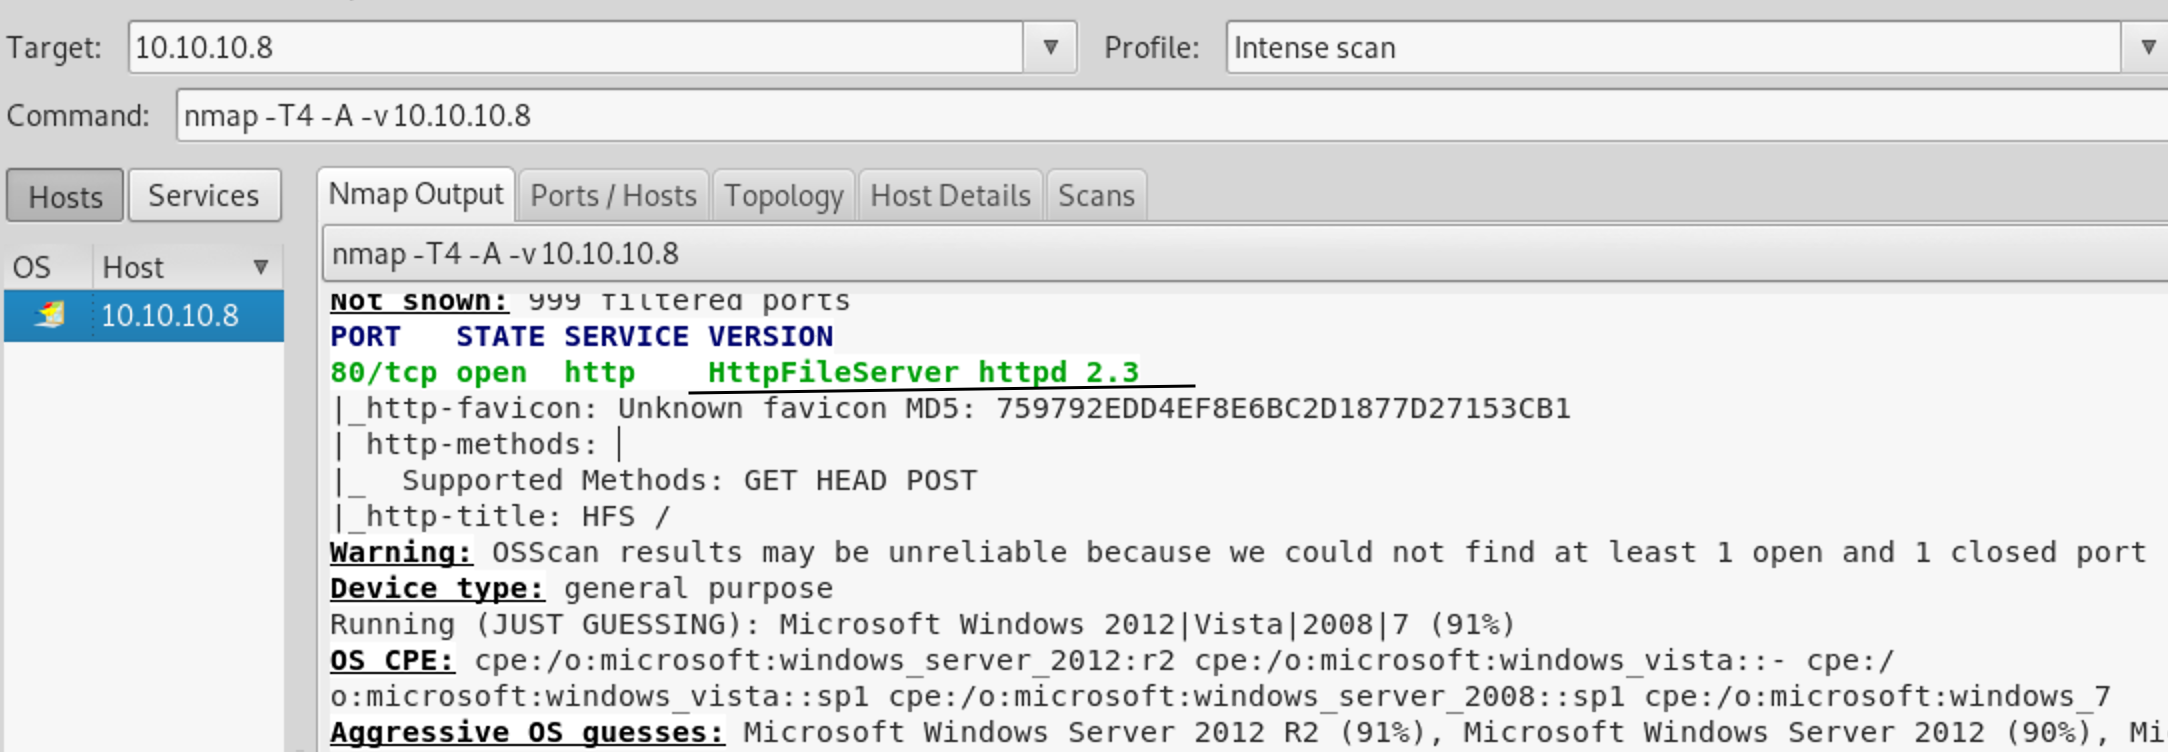 Target: 10.10.10.8 Profile: Intense scan
Command: nmap -T4 -A -v 10.10.10.8
Hosts Services Nmap Output Ports / Hosts Topology Host Details Scans
nmap -T4 -A -v 10.10.10.8
OS Host
10.10.10.8
Not shown: 999 filtered ports
PORT STATE SERVICE VERSION
80/tcp open http HttpFileServer httpd 2.3
|_http-favicon: Unknown favicon MD5: 759792EDD4EF8E6BC2D1877D27153CB1
| http-methods:
|_ Supported Methods: GET HEAD POST
|_http-title: HFS /
Warning: OSScan results may be unreliable because we could not find at least 1 open and 1 closed port
Device type: general purpose
Running (JUST GUESSING): Microsoft Windows 2012|Vista|2008|7 (91%)
OS CPE: cpe:/o:microsoft:windows_server_2012:r2 cpe:/o:microsoft:windows_vista::- cpe:/
o:microsoft:windows_vista::sp1 cpe:/o:microsoft:windows_server_2008::sp1 cpe:/o:microsoft:windows_7
Aggressive OS guesses: Microsoft Windows Server 2012 R2 (91%), Microsoft Windows Server 2012 (90%),